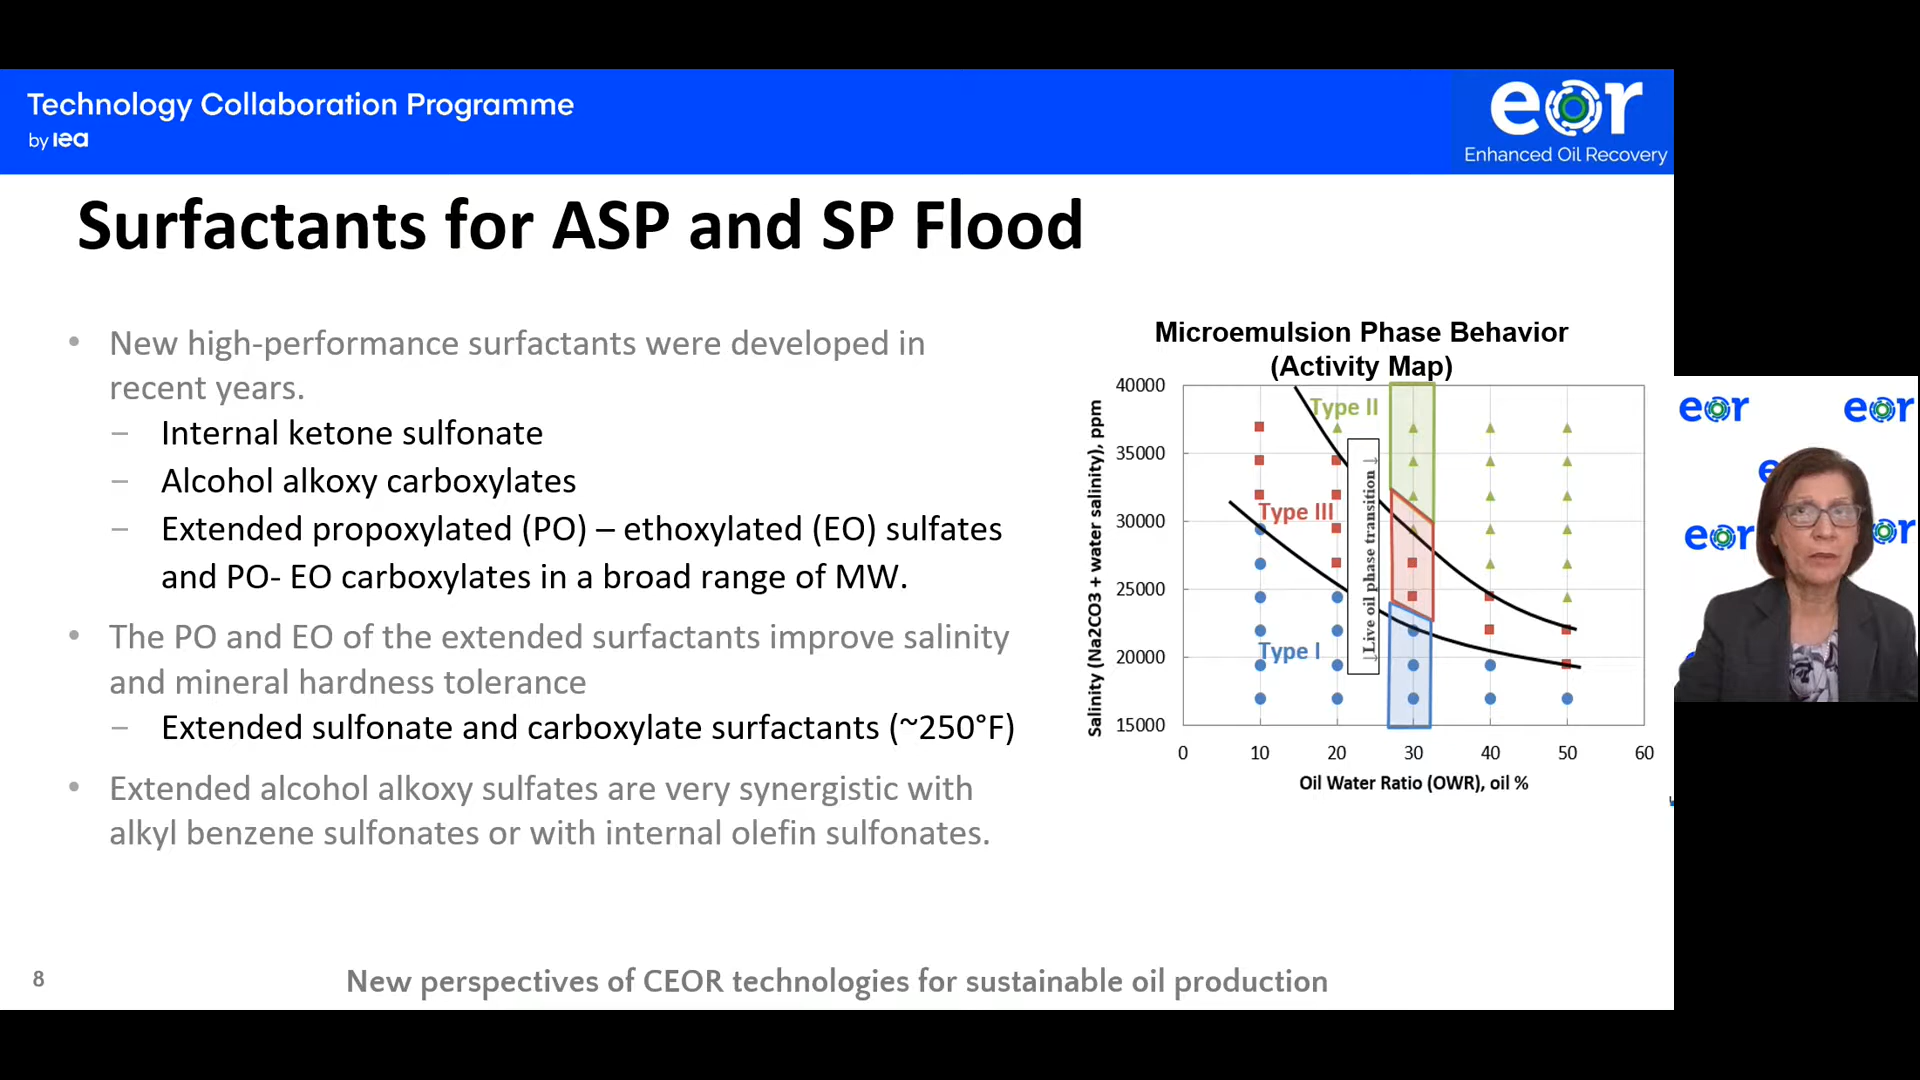 Technology Collaboration Programme
by iea
eor
Enhanced Oil Recovery
Surfactants for ASP and SP Flood
• New high-performance surfactants were developed in
recent years.
– Internal ketone sulfonate
– Alcohol alkoxy carboxylates
– Extended propoxylated (PO) – ethoxylated (EO) sulfates
and PO- EO carboxylates in a broad range of MW.
• The PO and EO of the extended surfactants improve salinity
and mineral hardness tolerance
– Extended sulfonate and carboxylate surfactants (~250°F)
• Extended alcohol alkoxy sulfates are very synergistic with
alkyl benzene sulfonates or with internal olefin sulfonates.
Microemulsion Phase Behavior
(Activity Map)
Salinity (Na2CO3 + water salinity), ppm
40000
35000
30000
25000
20000
15000
Type II
Type III
Type I
←Live oil phase transition →
0 10 20 30 40 50 60
Oil Water Ratio (OWR), oil %
eor eor
eor
8
New perspectives of CEOR technologies for sustainable oil production